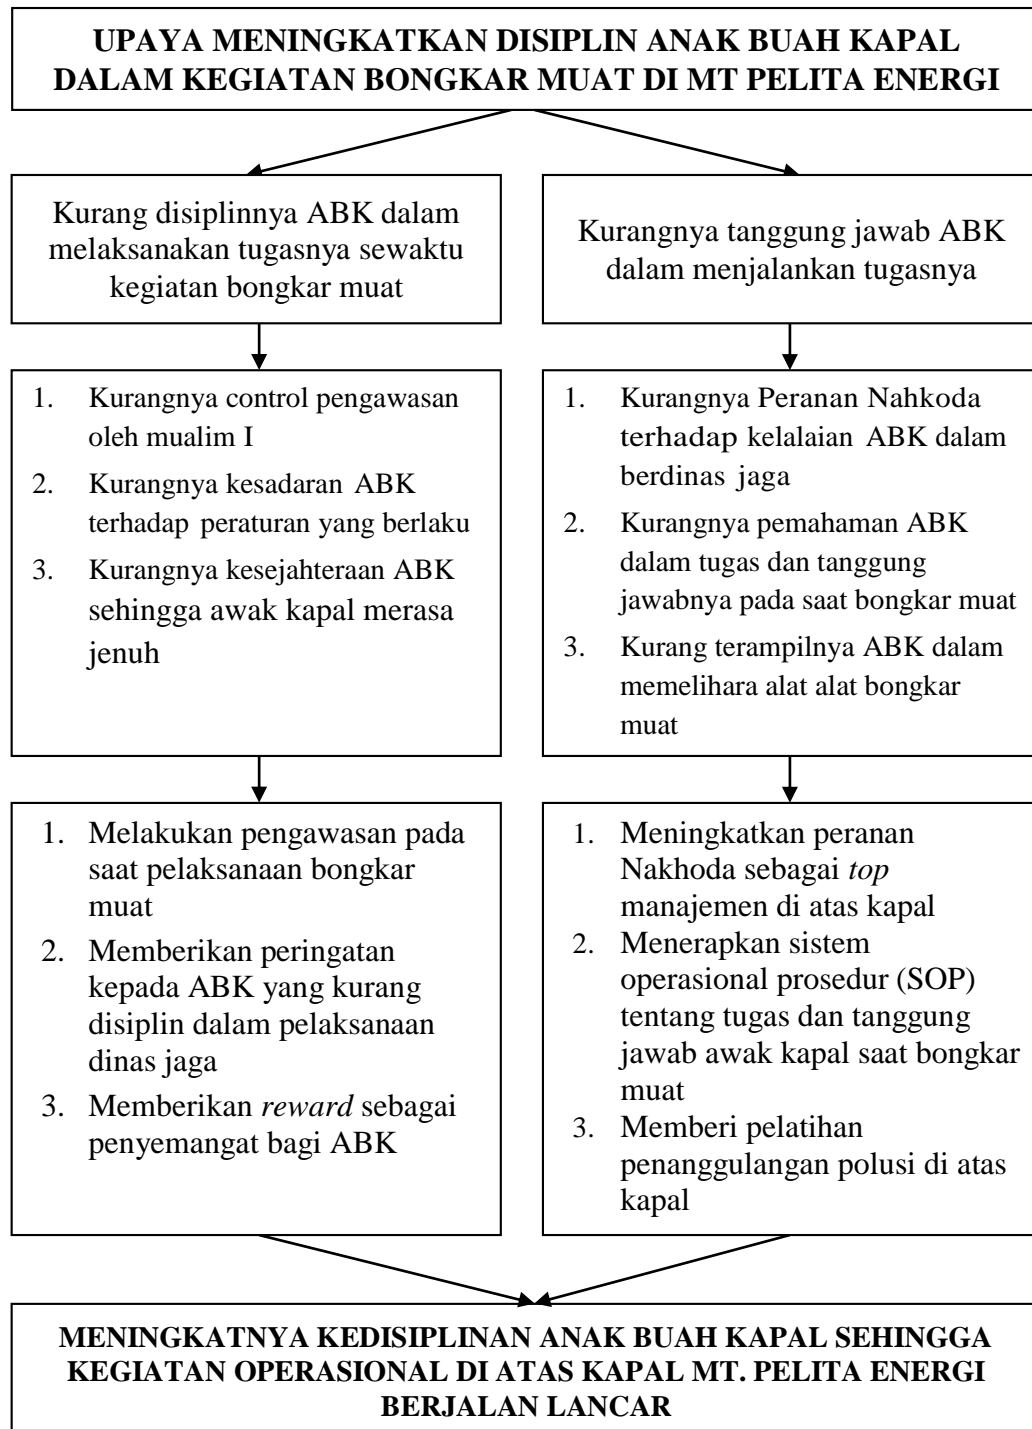 UPAYA MENINGKATKAN DISIPLIN ANAK BUAH KAPAL
DALAM KEGIATAN BONGKAR MUAT DI MT PELITA ENERGI
Kurang disiplinnya ABK dalam
melaksanakan tugasnya sewaktu
kegiatan bongkar muat
Kurangnya tanggung jawab ABK
dalam menjalankan tugasnya
1. Kurangnya control pengawasan
oleh mualim I
2. Kurangnya kesadaran ABK
terhadap peraturan yang berlaku
3. Kurangnya kesejahteraan ABK
sehingga awak kapal merasa
jenuh
1. Kurangnya Peranan Nahkoda
terhadap kelalaian ABK dalam
berdinas jaga
2. Kurangnya pemahaman ABK
dalam tugas dan tanggung
jawabnya pada saat bongkar muat
3. Kurang terampilnya ABK dalam
memelihara alat alat bongkar
muat
1. Melakukan pengawasan pada
saat pelaksanaan bongkar
muat
2. Memberikan peringatan
kepada ABK yang kurang
disiplin dalam pelaksanaan
dinas jaga
3. Memberikan reward sebagai
penyemangat bagi ABK
1. Meningkatkan peranan
Nakhoda sebagai top
manajemen di atas kapal
2. Menerapkan sistem
operasional prosedur (SOP)
tentang tugas dan tanggung
jawab awak kapal saat bongkar
muat
3. Memberi pelatihan
penanggulangan polusi di atas
kapal
MENINGKATNYA KEDISIPLINAN ANAK BUAH KAPAL SEHINGGA
KEGIATAN OPERASIONAL DI ATAS KAPAL MT. PELITA ENERGI
BERJALAN LANCAR